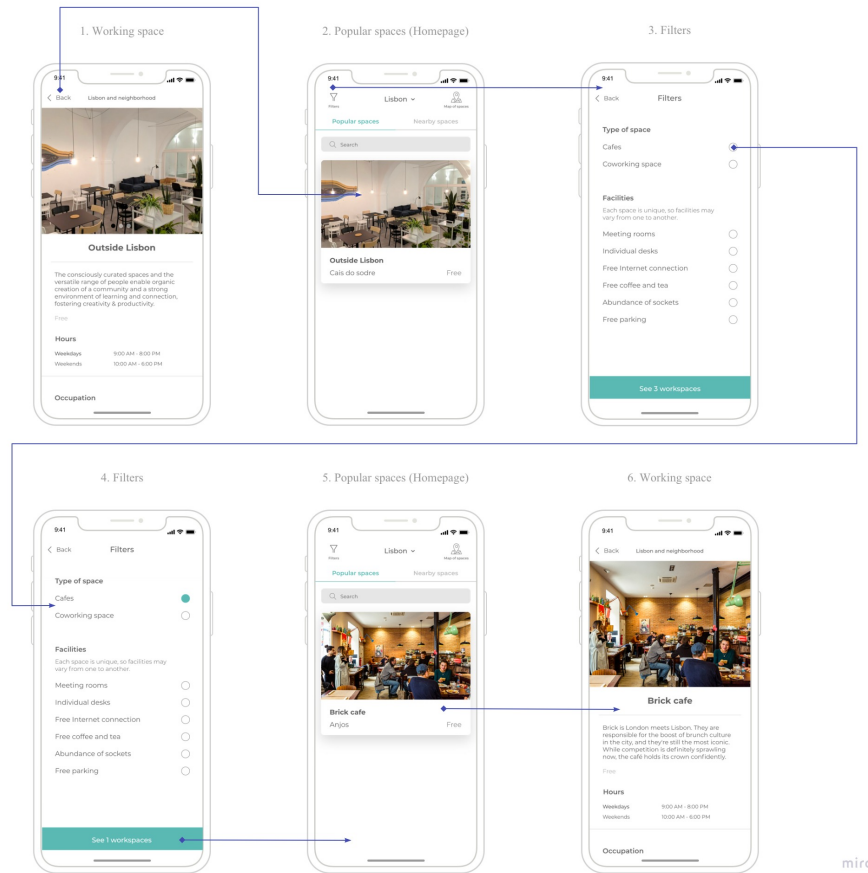 1. Working space
9:41
Back
Lisbon and neighborhood
Outside Lisbon
The consciously curated spaces and the
versatile range of people enable organic
creation of a community and a strong
environment of learning and connection,
fostering creativity & productivity.
Free
Hours
Weekdays 9:00 AM - 8:00 PM
Weekends 10:00 AM - 6:00 PM
Occupation
2. Popular spaces (Homepage)
9:41
Filters
Lisbon
Map of spaces
Popular spaces
Nearby spaces
Search
Outside Lisbon
Cais do sodre Free
3. Filters
9:41
Back
Filters
Type of space
Cafes
Coworking space
Facilities
Each space is unique, so facilities may
vary from one to another.
Meeting rooms
Individual desks
Free Internet connection
Free coffee and tea
Abundance of sockets
Free parking
See 3 workspaces
4. Filters
9:41
Back
Filters
Type of space
Cafes
Coworking space
Facilities
Each space is unique, so facilities may
vary from one to another.
Meeting rooms
Individual desks
Free Internet connection
Free coffee and tea
Abundance of sockets
Free parking
See 1 workspaces
5. Popular spaces (Homepage)
9:41
Filters
Lisbon
Map of spaces
Popular spaces
Nearby spaces
Search
Brick cafe
Anjos Free
6. Working space
9:41
Back
Lisbon and neighborhood
Brick cafe
Brick is London meets Lisbon. They are
responsible for the boost of brunch culture
in the city, and they're still the most iconic.
While competition is definitely sprawling
now, the café holds its crown confidently.
Free
Hours
Weekdays 9:00 AM - 8:00 PM
Weekends 10:00 AM - 6:00 PM
Occupation